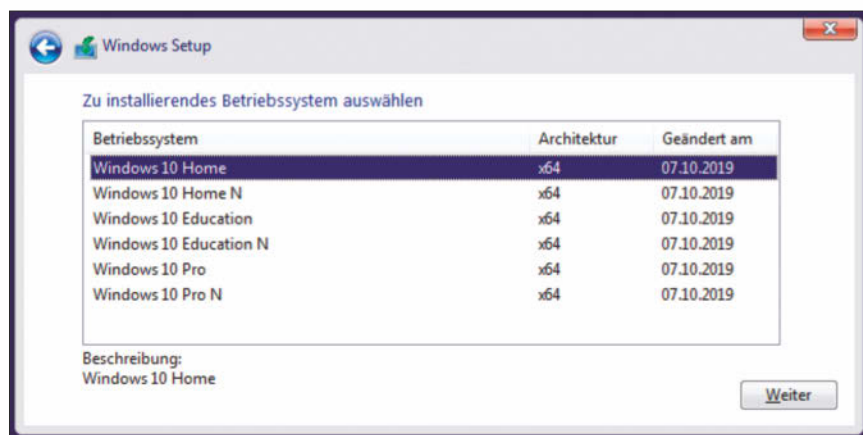 Windows Setup
Zu installierendes Betriebssystem auswählen
Betriebssystem Architektur Geändert am
Windows 10 Home x64 07.10.2019
Windows 10 Home N x64 07.10.2019
Windows 10 Education x64 07.10.2019
Windows 10 Education N x64 07.10.2019
Windows 10 Pro x64 07.10.2019
Windows 10 Pro N x64 07.10.2019
Beschreibung:
Windows 10 Home
Weiter